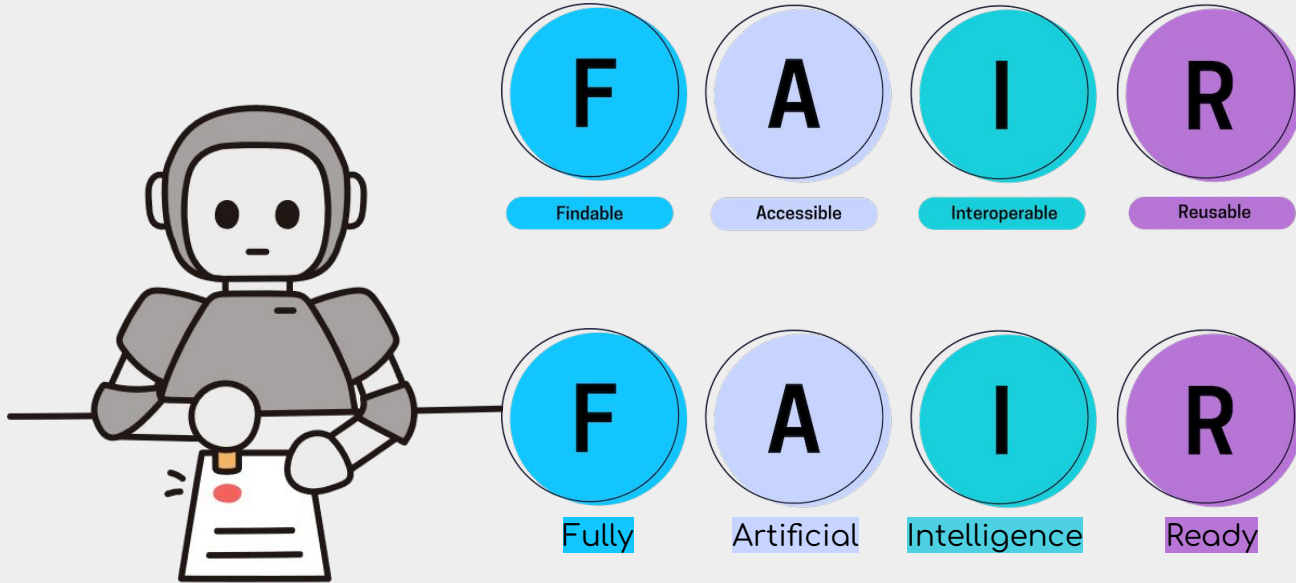 F A I R
Findable Accessible Interoperable Reusable
F A I R
Fully Artificial Intelligence Ready